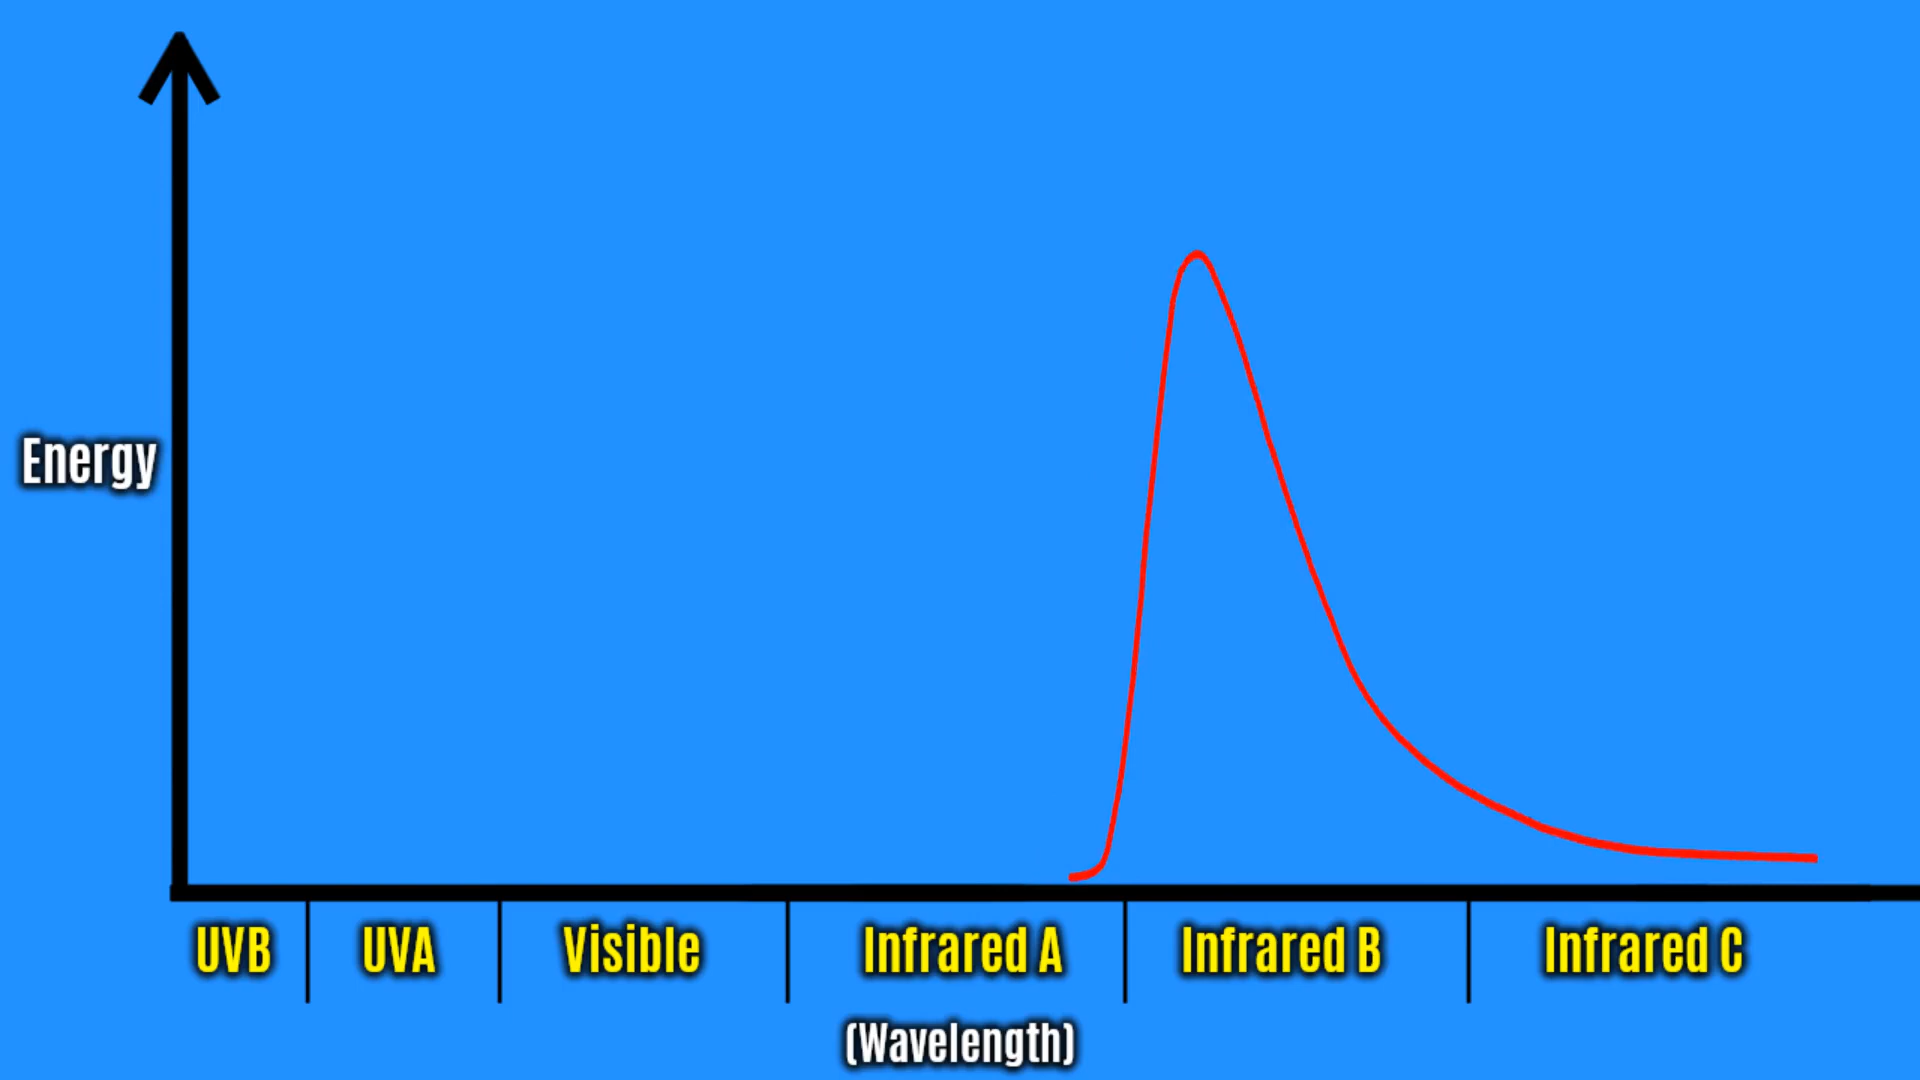 Energy
UVB UVA Visible Infrared A Infrared B Infrared C
(Wavelength)